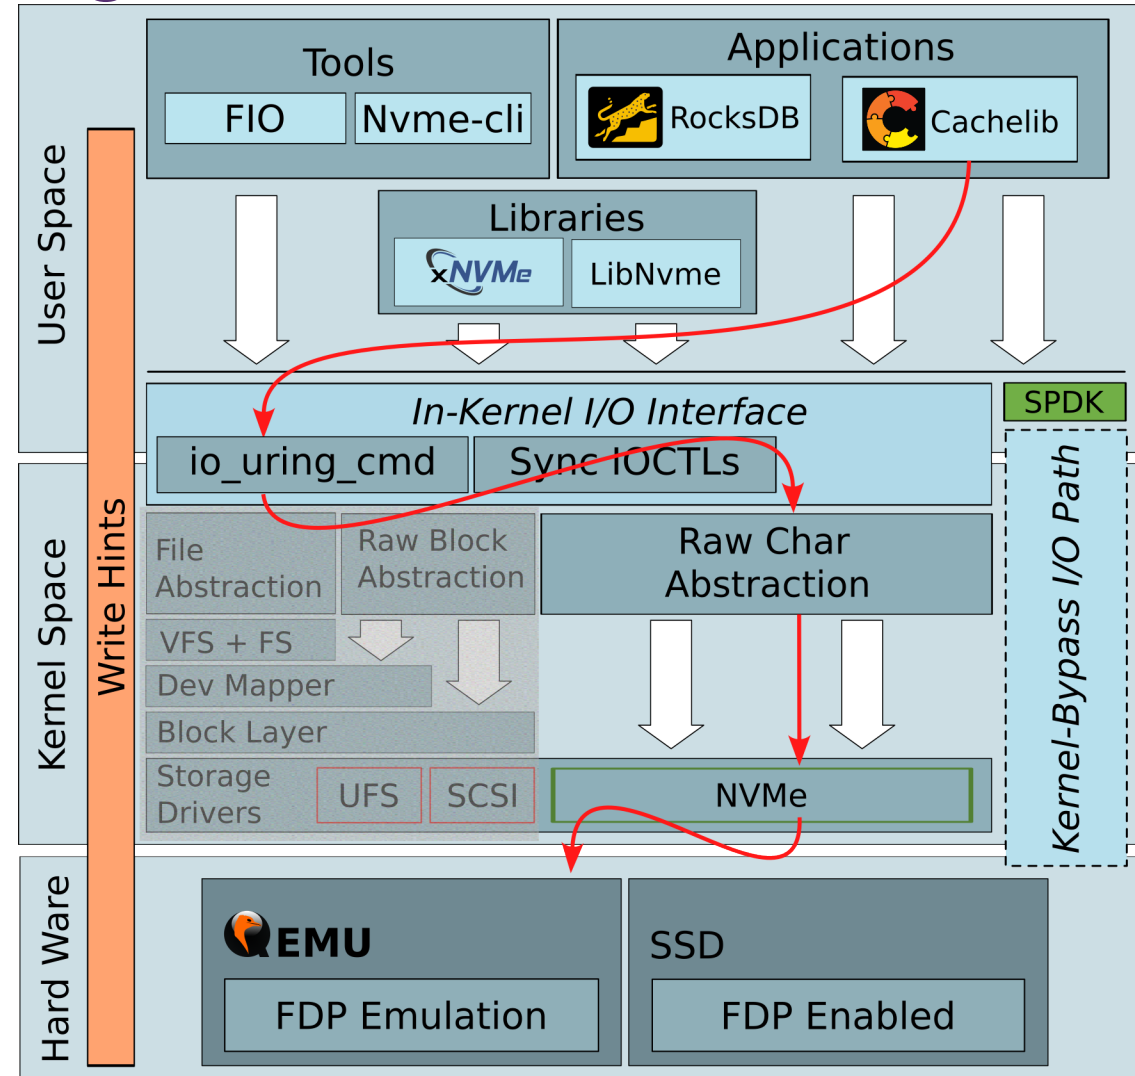 Tools
FIO
Nvme-cli
Applications
RocksDB
Cachelib
User Space
Libraries
xNVMe
LibNvme
In-Kernel I/O Interface
SPDK
io_uring_cmd
Sync IOCTLs
Kernel Space
Write Hints
Kernel-Bypass I/O Path
File
Abstraction
Raw Block
Abstraction
Raw Char
Abstraction
VFS + FS
Dev Mapper
Block Layer
Storage
Drivers
UFS
SCSI
NVMe
Hard Ware
QEMU
FDP Emulation
SSD
FDP Enabled